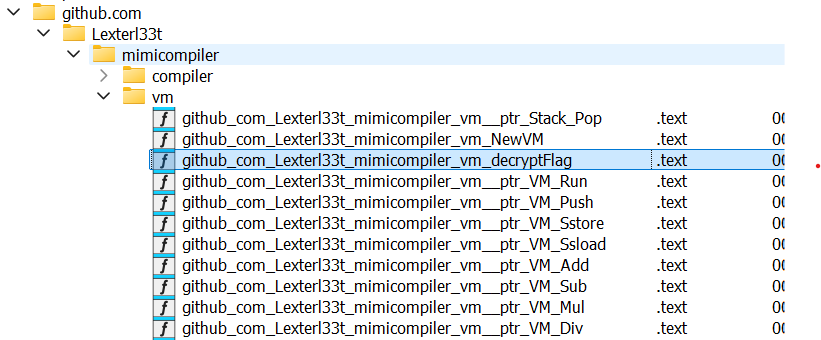 github.com
Lexterl33t
mimicompiler
compiler
vm
github_com_Lexterl33t_mimicompiler_vm__ptr_Stack_Pop .text 00
github_com_Lexterl33t_mimicompiler_vm_NewVM .text 00
github_com_Lexterl33t_mimicompiler_vm_decryptFlag .text 00
github_com_Lexterl33t_mimicompiler_vm__ptr_VM_Run .text 00
github_com_Lexterl33t_mimicompiler_vm__ptr_VM_Push .text 00
github_com_Lexterl33t_mimicompiler_vm__ptr_VM_Sstore .text 00
github_com_Lexterl33t_mimicompiler_vm__ptr_VM_Ssload .text 00
github_com_Lexterl33t_mimicompiler_vm__ptr_VM_Add .text 00
github_com_Lexterl33t_mimicompiler_vm__ptr_VM_Sub .text 00
github_com_Lexterl33t_mimicompiler_vm__ptr_VM_Mul .text 00
github_com_Lexterl33t_mimicompiler_vm__ptr_VM_Div .text 00